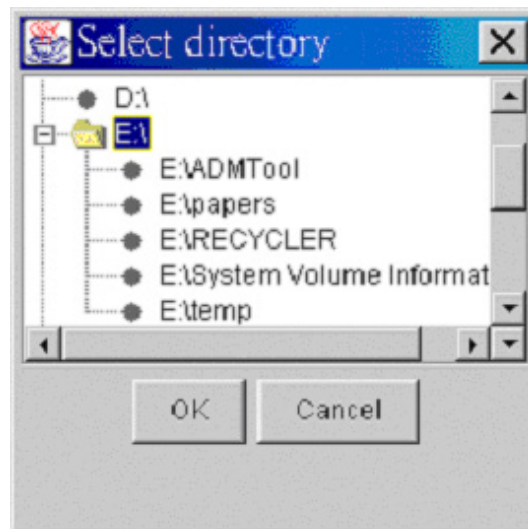 Select directory
D:\
E:\
E:\ADMTool
E:\papers
E:\RECYCLER
E:\System Volume Informat
E:\temp
OK
Cancel